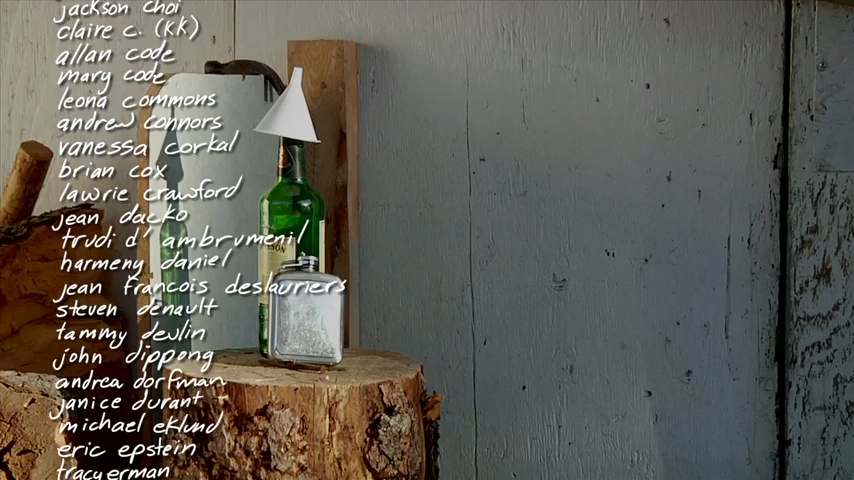 jackson choi
claire c. (kk)
allan code
mary code
leona commons
andrew connors
vanessa corkal
brian cox
lawrie crawford
jean dacko
trudi d'ambrumenil
harmeny daniel
jean francois deslauriers
steven denault
tammy devlin
john dippong
andrea dorfman
janice durant
michael eklund
eric epstein
tracy erman